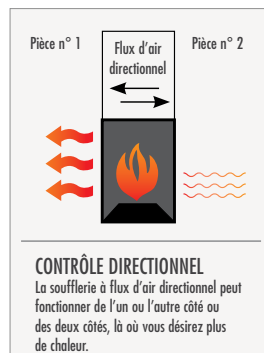 Pièce n° 1
Flux d'air
directionnel
Pièce n° 2
CONTRÔLE DIRECTIONNEL
La soufflerie à flux d'air directionnel peut
fonctionner de l'un ou l'autre côté ou
des deux côtés, là où vous désirez plus
de chaleur.